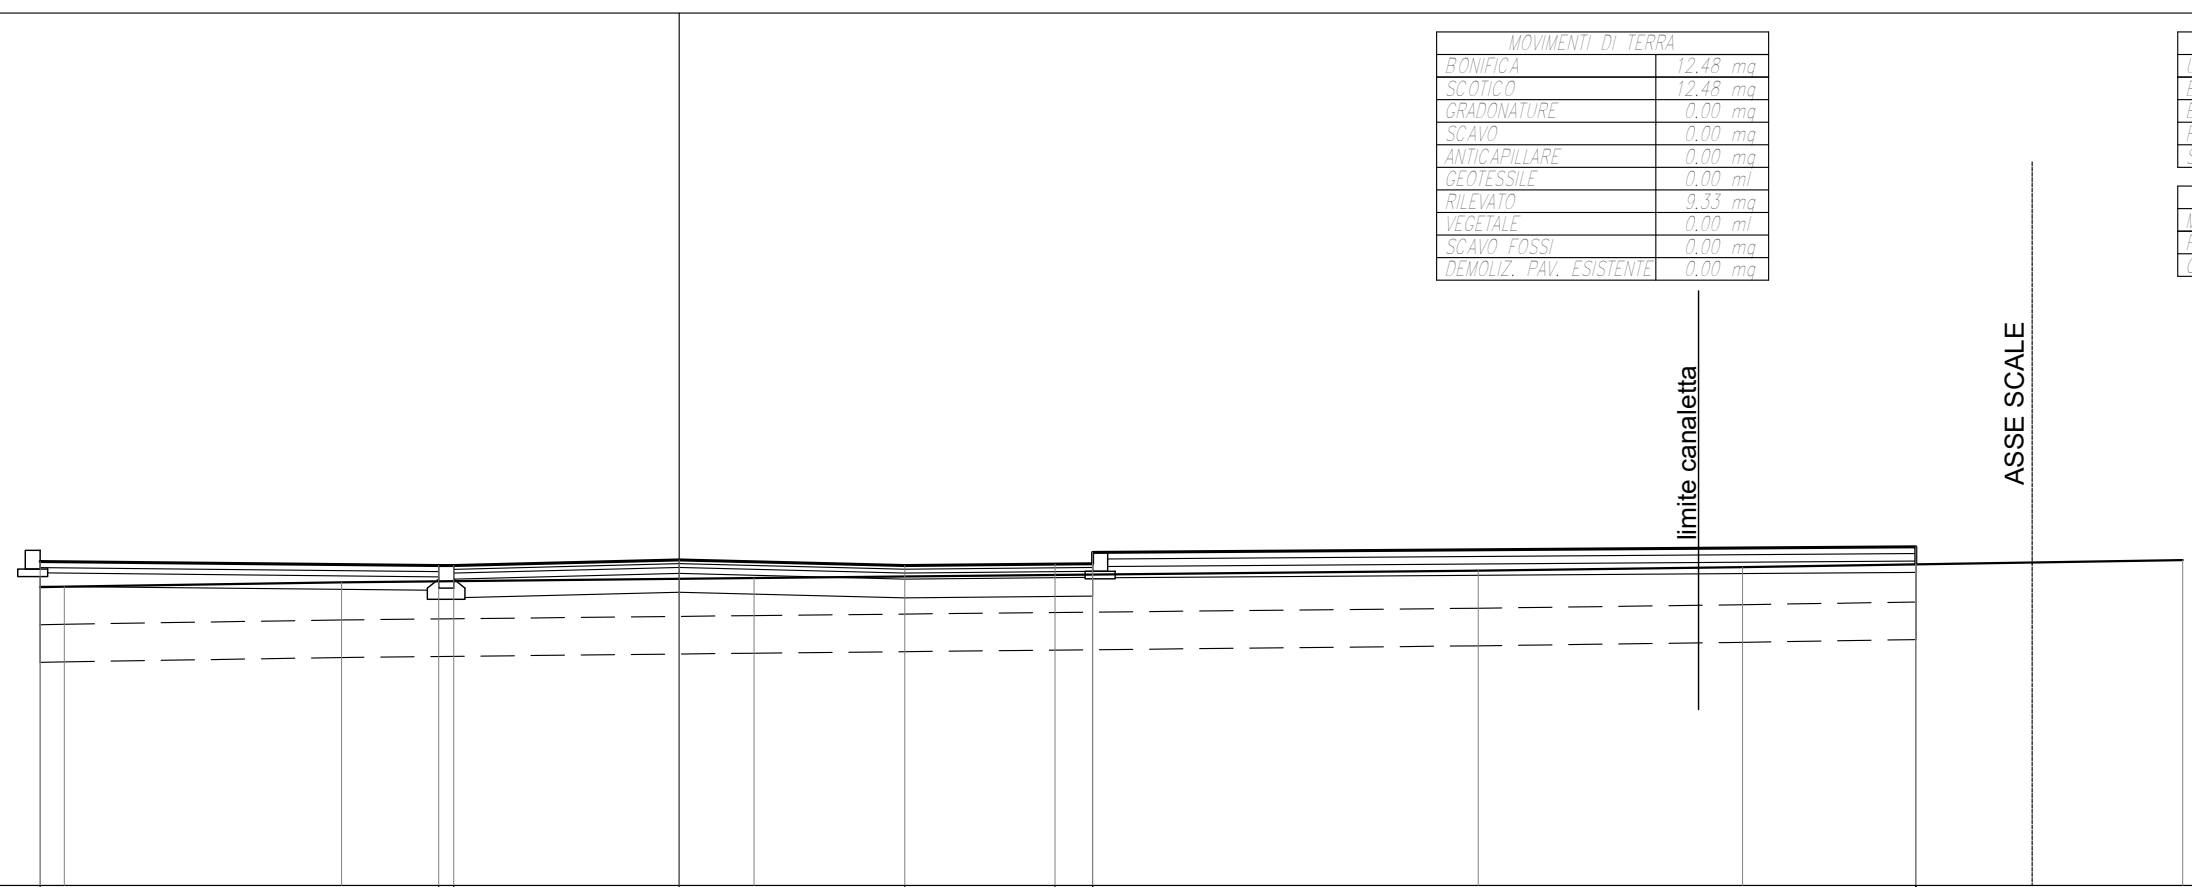 MOVIMENTI DI TERRA
BONIFICA 12.48 mq
SCOTICO 12.48 mq
GRADONATURE 0.00 mq
SCAVO 0.00 mq
ANTICAPILLARE 0.00 mq
GEOTESSILE 0.00 ml
RILEVATO 9.33 mq
VEGETALE 0.00 ml
SCAVO FOSSI 0.00 mq
DEMOLIZ. PAV. ESISTENTE 0.00 mq
limite canaletta
ASSE SCALE